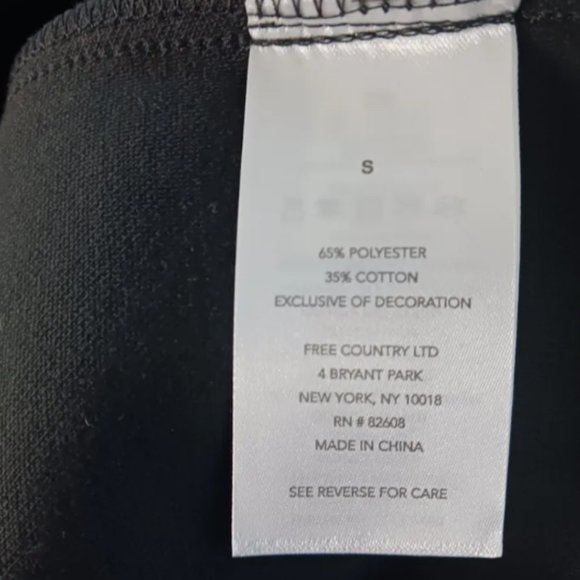 S
65% POLYESTER
35% COTTON
EXCLUSIVE OF DECORATION
FREE COUNTRY LTD
4 BRYANT PARK
NEW YORK, NY 10018
RN # 82608
MADE IN CHINA
SEE REVERSE FOR CARE